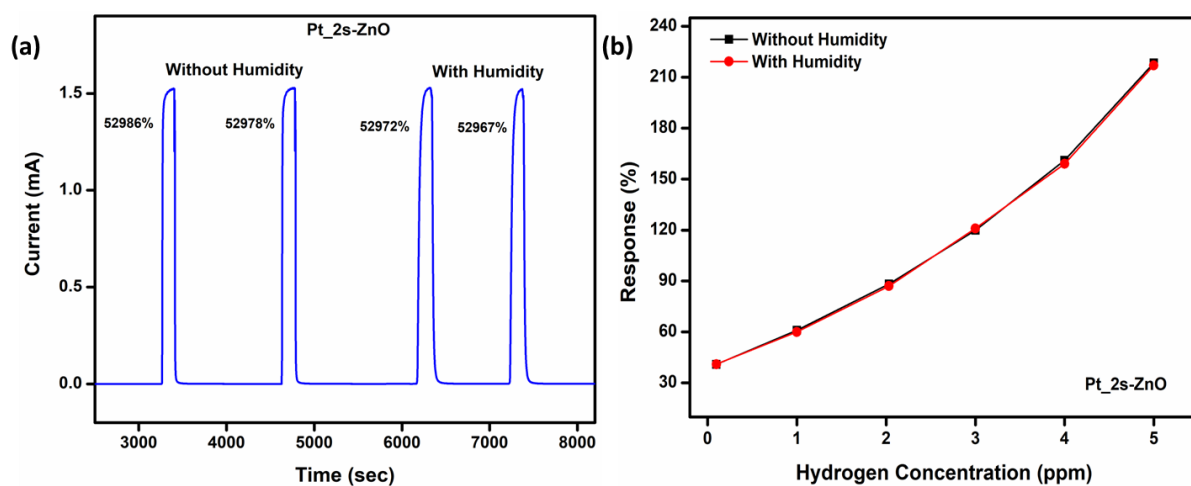 (a)
Pt_2s-ZnO
Without Humidity
With Humidity
52986%
52978%
52972%
52967%
1.5
1.0
0.5
0.0
Current (mA)
3000 4000 5000 6000 7000 8000
Time (sec)
(b)
Without Humidity
With Humidity
240
210
180
150
120
90
60
30
Response (%)
Pt_2s-ZnO
0 1 2 3 4 5
Hydrogen Concentration (ppm)